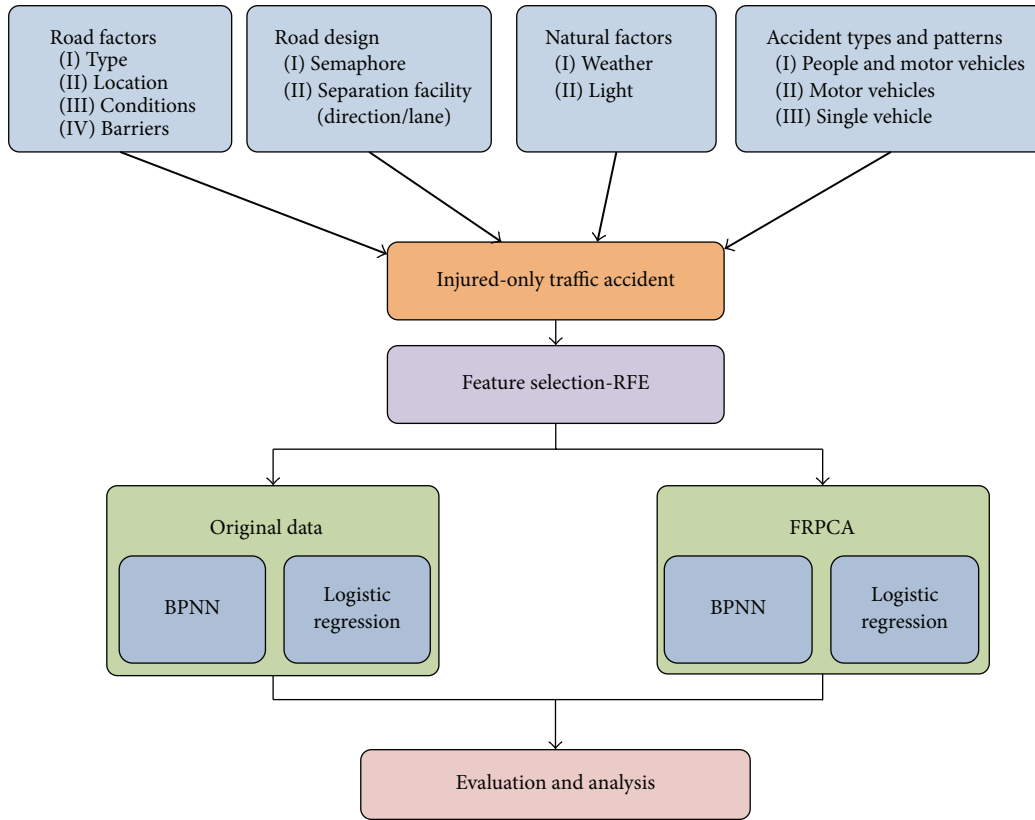 Road factors
(I) Type
(II) Location
(III) Conditions
(IV) Barriers
Road design
(I) Semaphore
(II) Separation facility
(direction/lane)
Natural factors
(I) Weather
(II) Light
Accident types and patterns
(I) People and motor vehicles
(II) Motor vehicles
(III) Single vehicle
Injured-only traffic accident
Feature selection-RFE
Original data
BPNN
Logistic
regression
FRPCA
BPNN
Logistic
regression
Evaluation and analysis